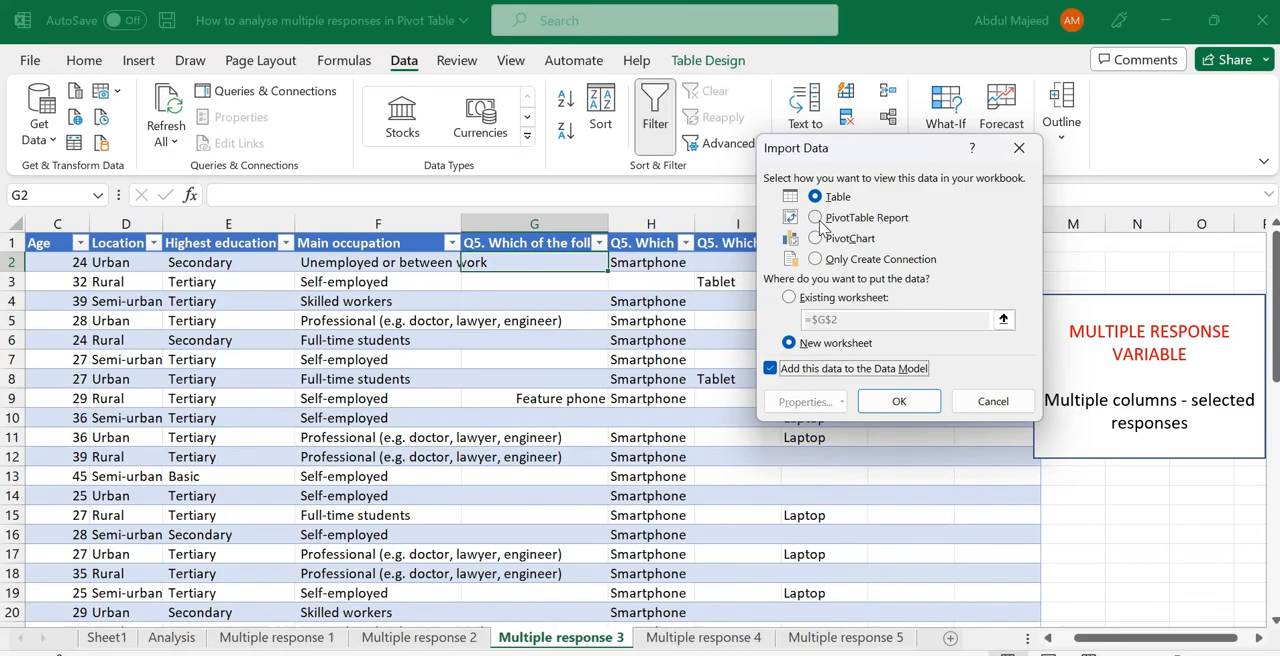 AutoSave Off How to analyse multiple responses in Pivot Table Search Abdul Majeed AM
File Home Insert Draw Page Layout Formulas Data Review View Automate Help Table Design Comments Share
Get Data
Refresh All
Queries & Connections
Properties
Edit Links
Stocks Currencies
Sort Filter
Clear
Reapply
Advanced
Text to
What-If Forecast Outline
Get & Transform Data Queries & Connections Data Types Sort & Filter
G2 fx
Import Data ?
Select how you want to view this data in your workbook.
Table
PivotTable Report
PivotChart
Only Create Connection
Where do you want to put the data?
Existing worksheet:
=$G$2
New worksheet
Add this data to the Data Model
Properties... OK Cancel
C D E F G H I M N O
1 Age Location Highest education Main occupation Q5. Which of the foll Q5. Which Q5. Whic
2 24 Urban Secondary Unemployed or between work Smartphone
3 32 Rural Tertiary Self-employed Tablet
4 39 Semi-urban Tertiary Skilled workers Smartphone
5 28 Urban Tertiary Professional (e.g. doctor, lawyer, engineer) Smartphone
6 24 Rural Secondary Full-time students Smartphone
7 27 Semi-urban Tertiary Self-employed Smartphone
8 27 Urban Tertiary Full-time students Smartphone Tablet
9 29 Rural Tertiary Self-employed Feature phone Smartphone
10 36 Semi-urban Tertiary Self-employed Smartphone Laptop
11 36 Urban Tertiary Professional (e.g. doctor, lawyer, engineer) Smartphone Laptop
12 39 Rural Tertiary Professional (e.g. doctor, lawyer, engineer) Smartphone
13 45 Semi-urban Basic Self-employed Smartphone
14 25 Urban Tertiary Self-employed Smartphone
15 27 Rural Tertiary Full-time students Smartphone Laptop
16 28 Semi-urban Secondary Self-employed Smartphone
17 27 Urban Tertiary Professional (e.g. doctor, lawyer, engineer) Smartphone Laptop
18 35 Rural Tertiary Professional (e.g. doctor, lawyer, engineer) Smartphone
19 25 Semi-urban Tertiary Self-employed Smartphone Laptop
20 29 Urban Secondary Skilled workers Smartphone
MULTIPLE RESPONSE
VARIABLE
Multiple columns - selected
responses
Sheet1 Analysis Multiple response 1 Multiple response 2 Multiple response 3 Multiple response 4 Multiple response 5